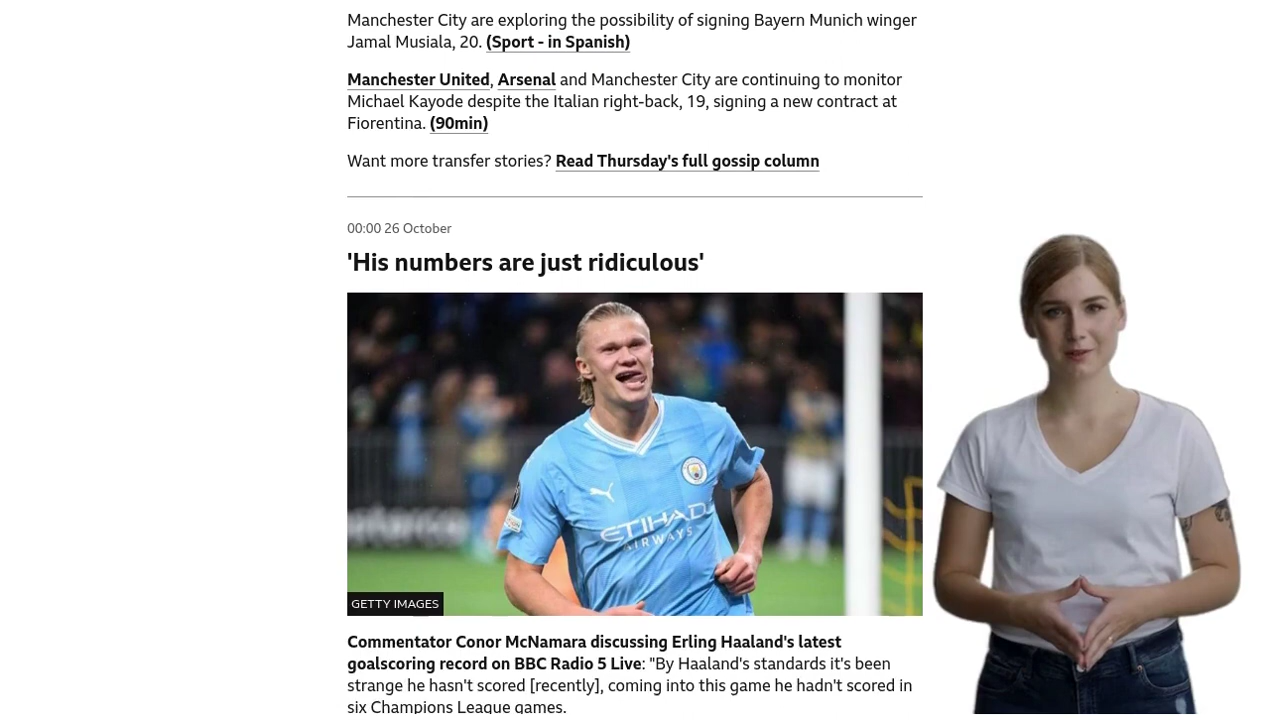 Manchester City are exploring the possibility of signing Bayern Munich winger
Jamal Musiala, 20. (Sport - in Spanish)
Manchester United, Arsenal and Manchester City are continuing to monitor
Michael Kayode despite the Italian right-back, 19, signing a new contract at
Fiorentina. (90min)
Want more transfer stories? Read Thursday's full gossip column
00:00 26 October
'His numbers are just ridiculous'
ETIHAD
AIRWAYS
GETTY IMAGES
Commentator Conor McNamara discussing Erling Haaland's latest
goalscoring record on BBC Radio 5 Live: "By Haaland's standards it's been
strange he hasn't scored [recently], coming into this game he hadn't scored in
six Champions League games.